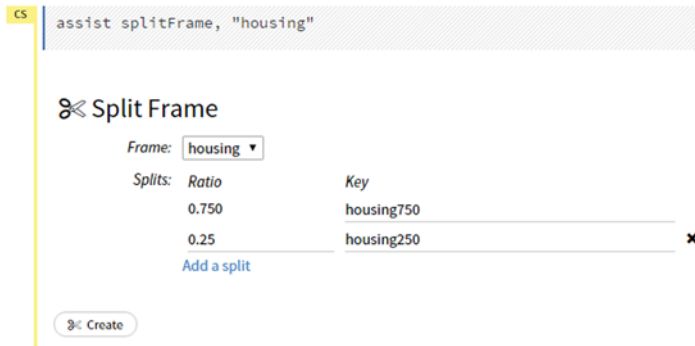 CS
assist splitFrame, "housing"
Split Frame
Frame: housing
Splits: Ratio Key
0.750 housing750
0.25 housing250
Add a split
Create